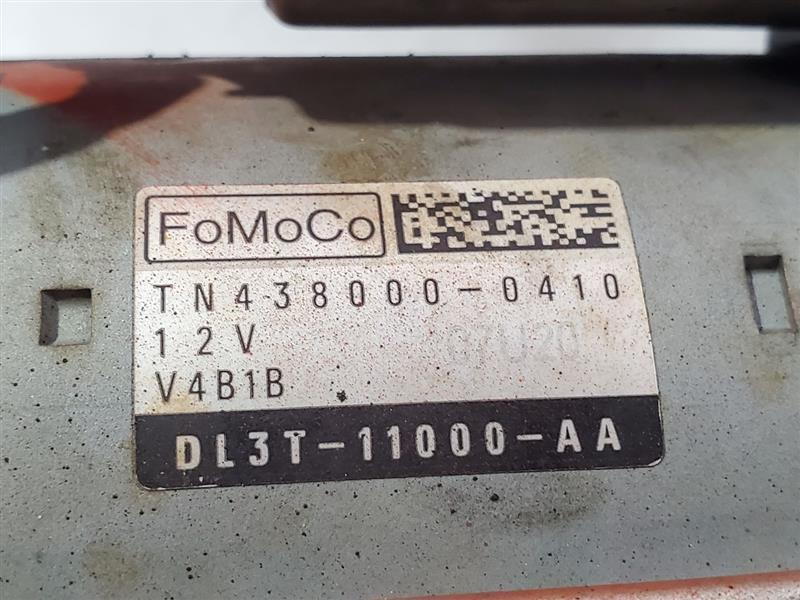 FoMoCo
TN438000-0410
12V
V4B1B
DL3T-11000-AA